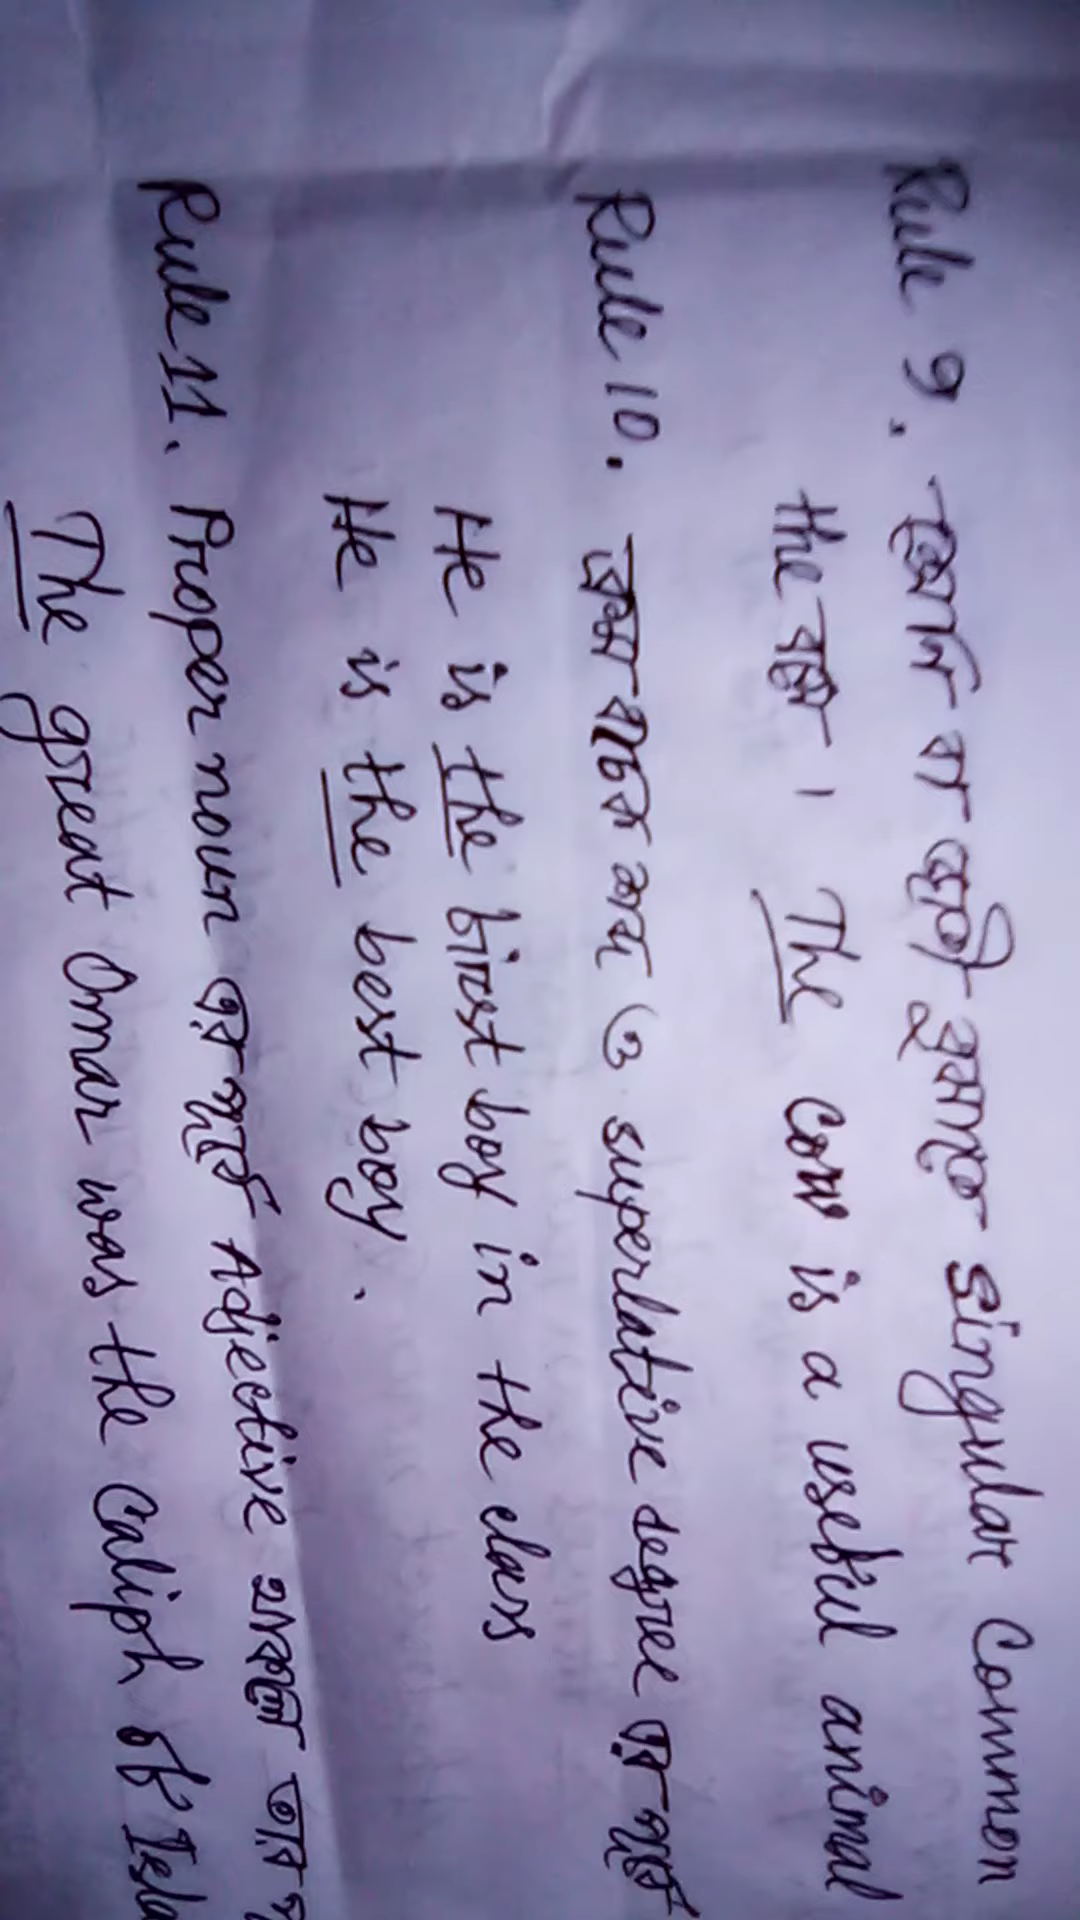 Rule 9. কোন বা জাতি বুঝাতে singular Common
the বসে । The cow is a useful animal
Rule 10. ক্রম বাচক সংখ্যা ও superlative degree এর পূর্বে
He is the first boy in the class
He is the best boy.
Rule 11. Proper noun এর পূর্বে Adjective থাকলে তার
The great Omar was the Caliph of Isla